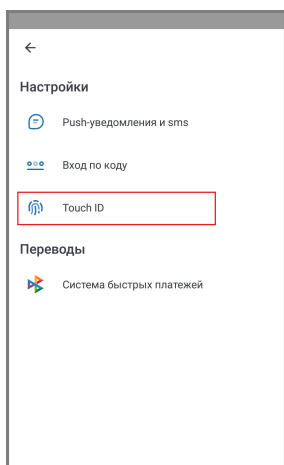 Настройки
Push-уведомления и sms
Вход по коду
Touch ID
Переводы
Система быстрых платежей